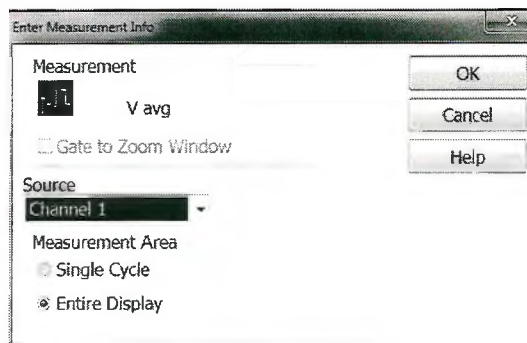 Enter Measurement Info
Measurement
V avg
Gate to Zoom Window
Source
Channel 1
Measurement Area
Single Cycle
Entire Display
OK
Cancel
Help